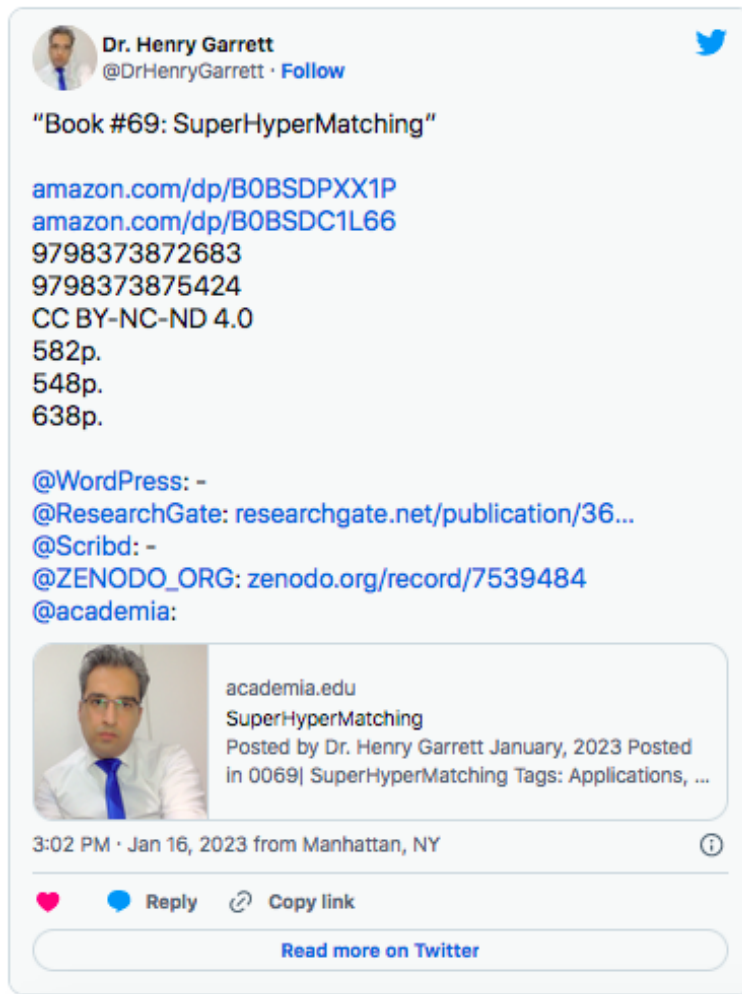 Dr. Henry Garrett
@DrHenryGarrett · Follow
“Book #69: SuperHyperMatching”
amazon.com/dp/B0BSDPXX1P
amazon.com/dp/B0BSDC1L66
9798373872683
9798373875424
CC BY-NC-ND 4.0
582p.
548p.
638p.
@WordPress: -
@ResearchGate: researchgate.net/publication/36...
@Scribd: -
@ZENODO_ORG: zenodo.org/record/7539484
@academia:
academia.edu
SuperHyperMatching
Posted by Dr. Henry Garrett January, 2023 Posted
in 0069| SuperHyperMatching Tags: Applications, ...
3:02 PM · Jan 16, 2023 from Manhattan, NY
Reply
Copy link
Read more on Twitter